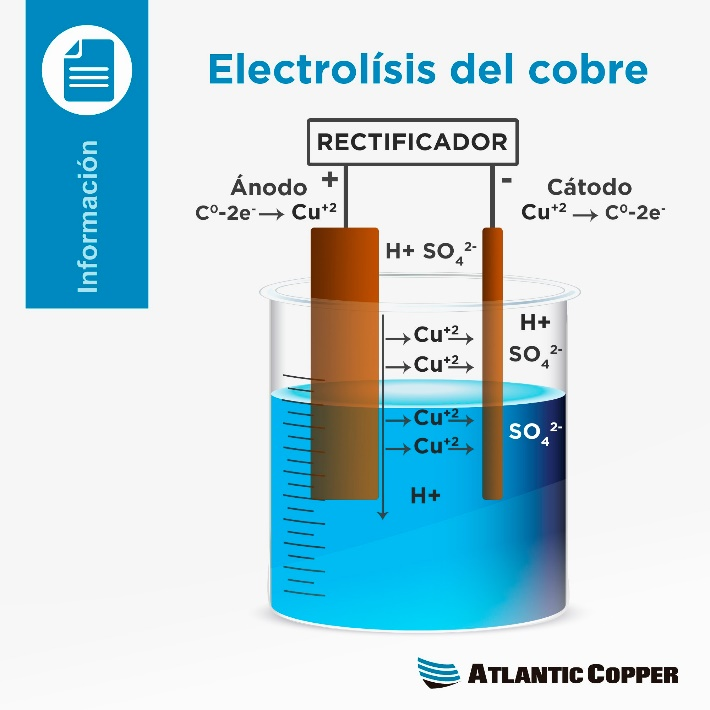 Información
Electrolísis del cobre
RECTIFICADOR
Ánodo +
C⁰-2e⁻→ Cu⁺²
- Cátodo
Cu⁺² → C⁰-2e⁻
H+ SO₄²⁻
→Cu⁺²→
→Cu⁺²→
H+
SO₄²⁻
→Cu⁺²→
→Cu⁺²→
SO₄²⁻
H+
ATLANTIC COPPER